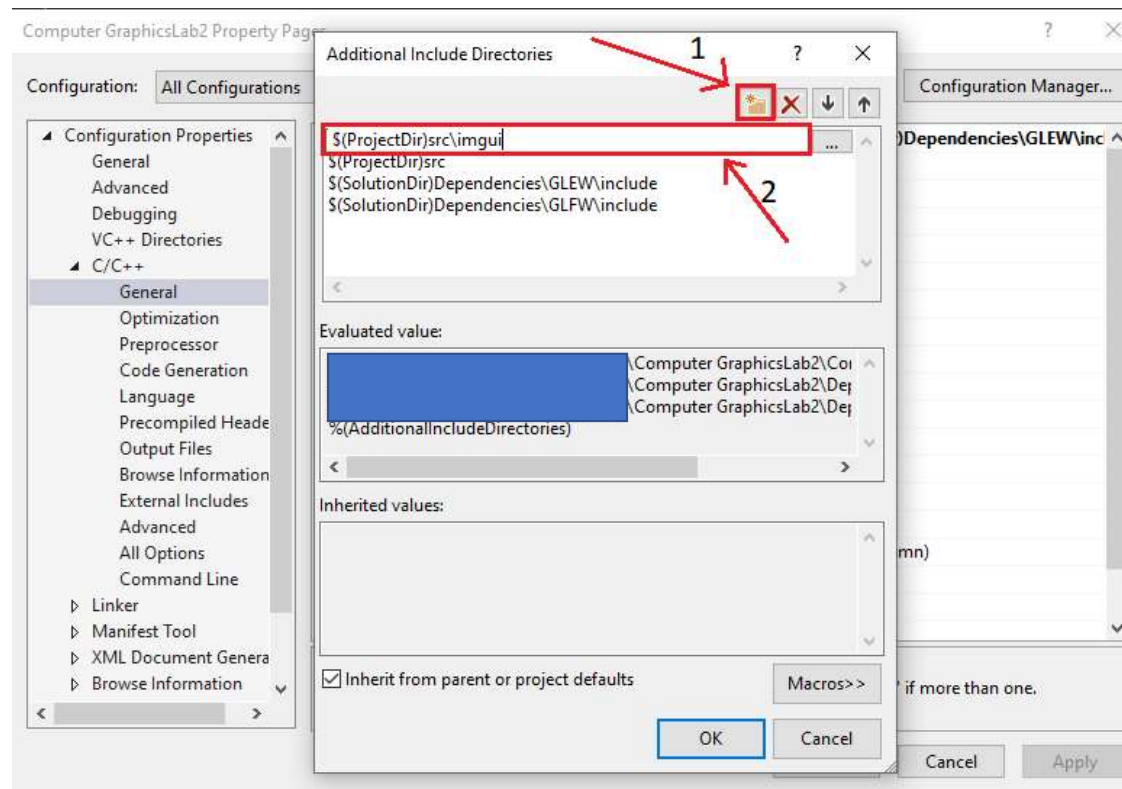 Computer GraphicsLab2 Property Pages
? ×
Configuration: All Configurations
Configuration Manager...
Configuration Properties
General
Advanced
Debugging
VC++ Directories
C/C++
General
Optimization
Preprocessor
Code Generation
Language
Precompiled Heade
Output Files
Browse Information
External Includes
Advanced
All Options
Command Line
Linker
Manifest Tool
XML Document Genera
Browse Information
Additional Include Directories
? ×
1
$(ProjectDir)src\imgui
...
$(ProjectDir)src
$(SolutionDir)Dependencies\GLEW\include
$(SolutionDir)Dependencies\GLFW\include
2
Evaluated value:
\Computer GraphicsLab2\Co
\Computer GraphicsLab2\De
\Computer GraphicsLab2\De
%(AdditionalIncludeDirectories)
Inherited values:
Inherit from parent or project defaults
Macros>>
OK
Cancel
)Dependencies\GLEW\incl
mn)
' if more than one.
Cancel
Apply